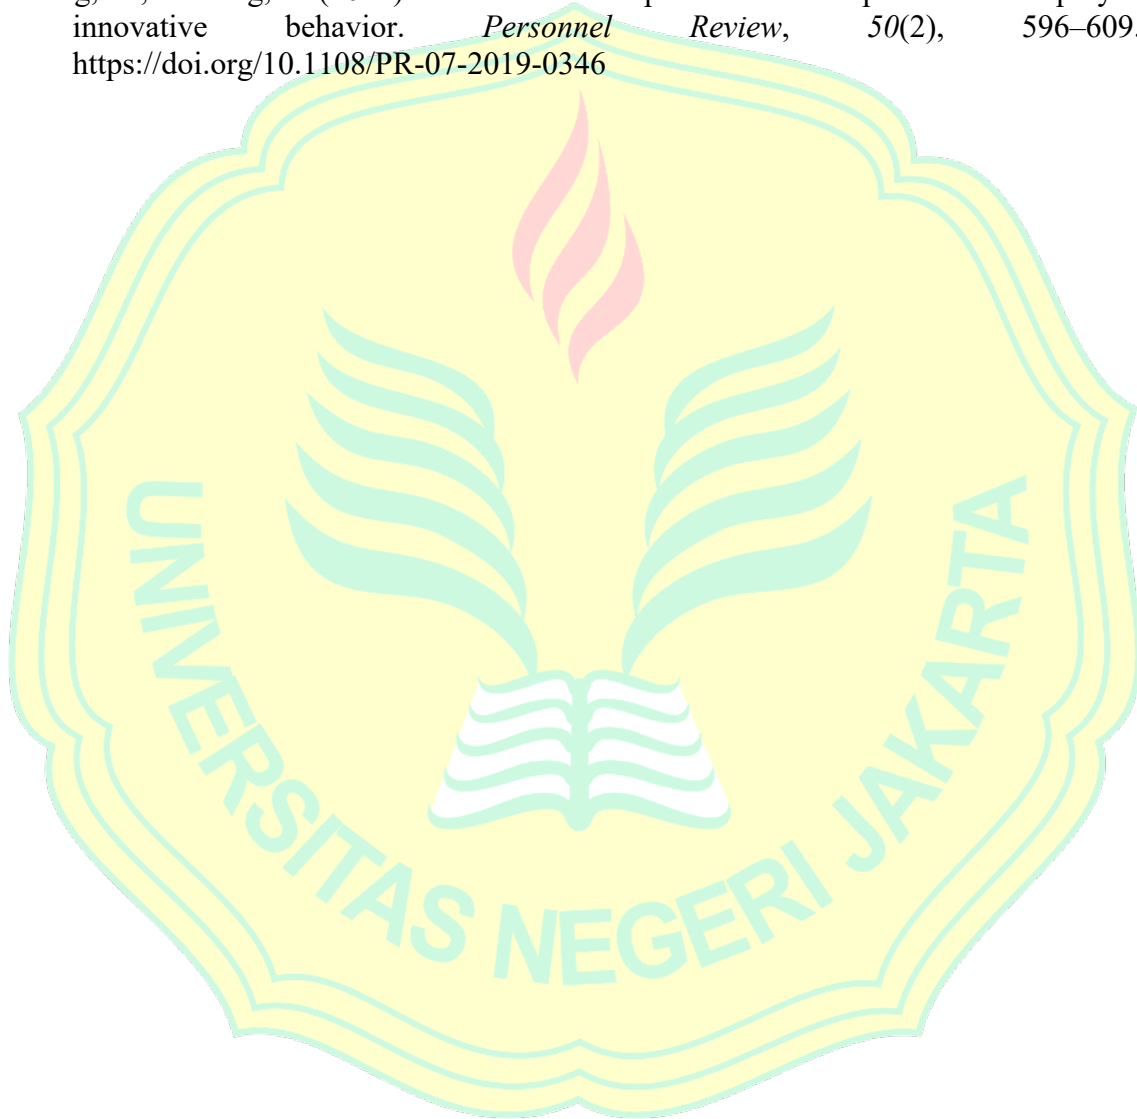 innovative behavior. Personnel Review, 50(2), 596–609.
https://doi.org/10.1108/PR-07-2019-0346
UNIVERSITAS NEGERI JAKARTA